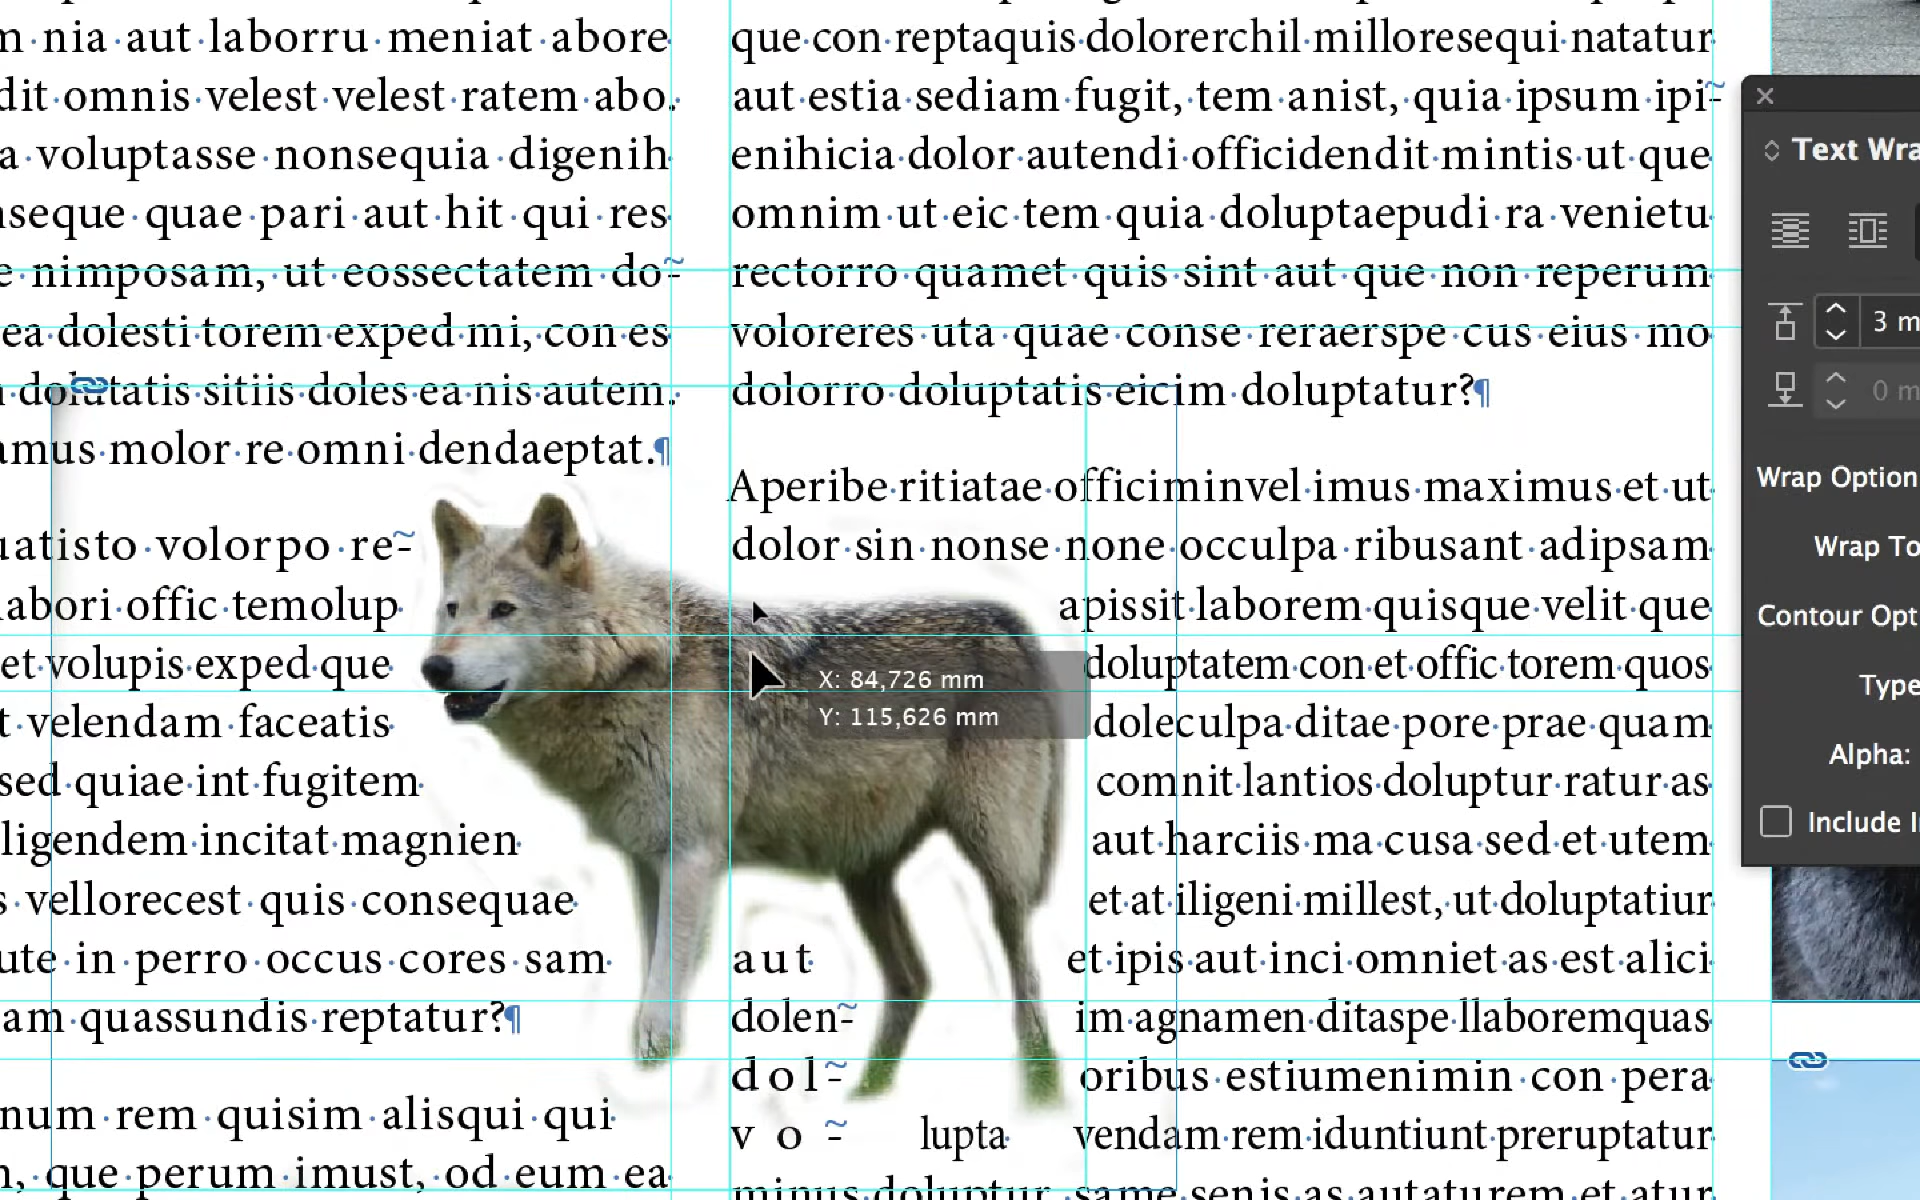 nia aut laborru meniat abore
omnis velest velest ratem abo.
voluptasse nonsequia digenih
quae pari aut hit qui res
nimposam, ut eossectatem do-
ea dolesti torem exped mi, con es
dolutatis sitiis doles ea nis autem.
molor re omni dendaeptat.¶
volorpo re-
offic temolup
et volupis exped que
velendam faceatis
sed quiae int fugitem
ligendem incitat magnien
vellorecest quis consequae
in perro occus cores sam
quassundis reptatur?¶
rem quisim alisqui qui
que perum imust, od eum ea
que con reptaquis dolorerchil milloresequi natatur
aut estia sediam fugit, tem anist, quia ipsum ipi-
enihicia dolor autendi officidendit mintis ut que
omnim ut eic tem quia doluptaepudi ra venietu
rectorro quamet quis sint aut que non reperum
voloreres uta quae conse reraerspe cus eius mo
dolorro doluptatis eicim doluptatur?¶
Aperibe ritiatae officiminvel imus maximus et ut
dolor sin nonse none occulpa ribusant adipsam
apissit laborem quisque velit que
doluptatem con et offic torem quos
doleculpa ditae pore prae quam
comnit lantios doluptur ratur as
aut harciis ma cusa sed et utem
et at iligeni millest, ut doluptatiur
aut et ipis aut inci omniet as est alici
dolen- im agnamen ditaspe llaboremquas
dol- oribus estiumenimin con pera
vo- lupta vendam rem iduntiunt preruptatur
minus doluptur same senis as autaturem et atur
X: 84,726 mm
Y: 115,626 mm
Text Wra
3 m
0 m
Wrap Option
Wrap To
Contour Opt
Type
Alpha:
Include I